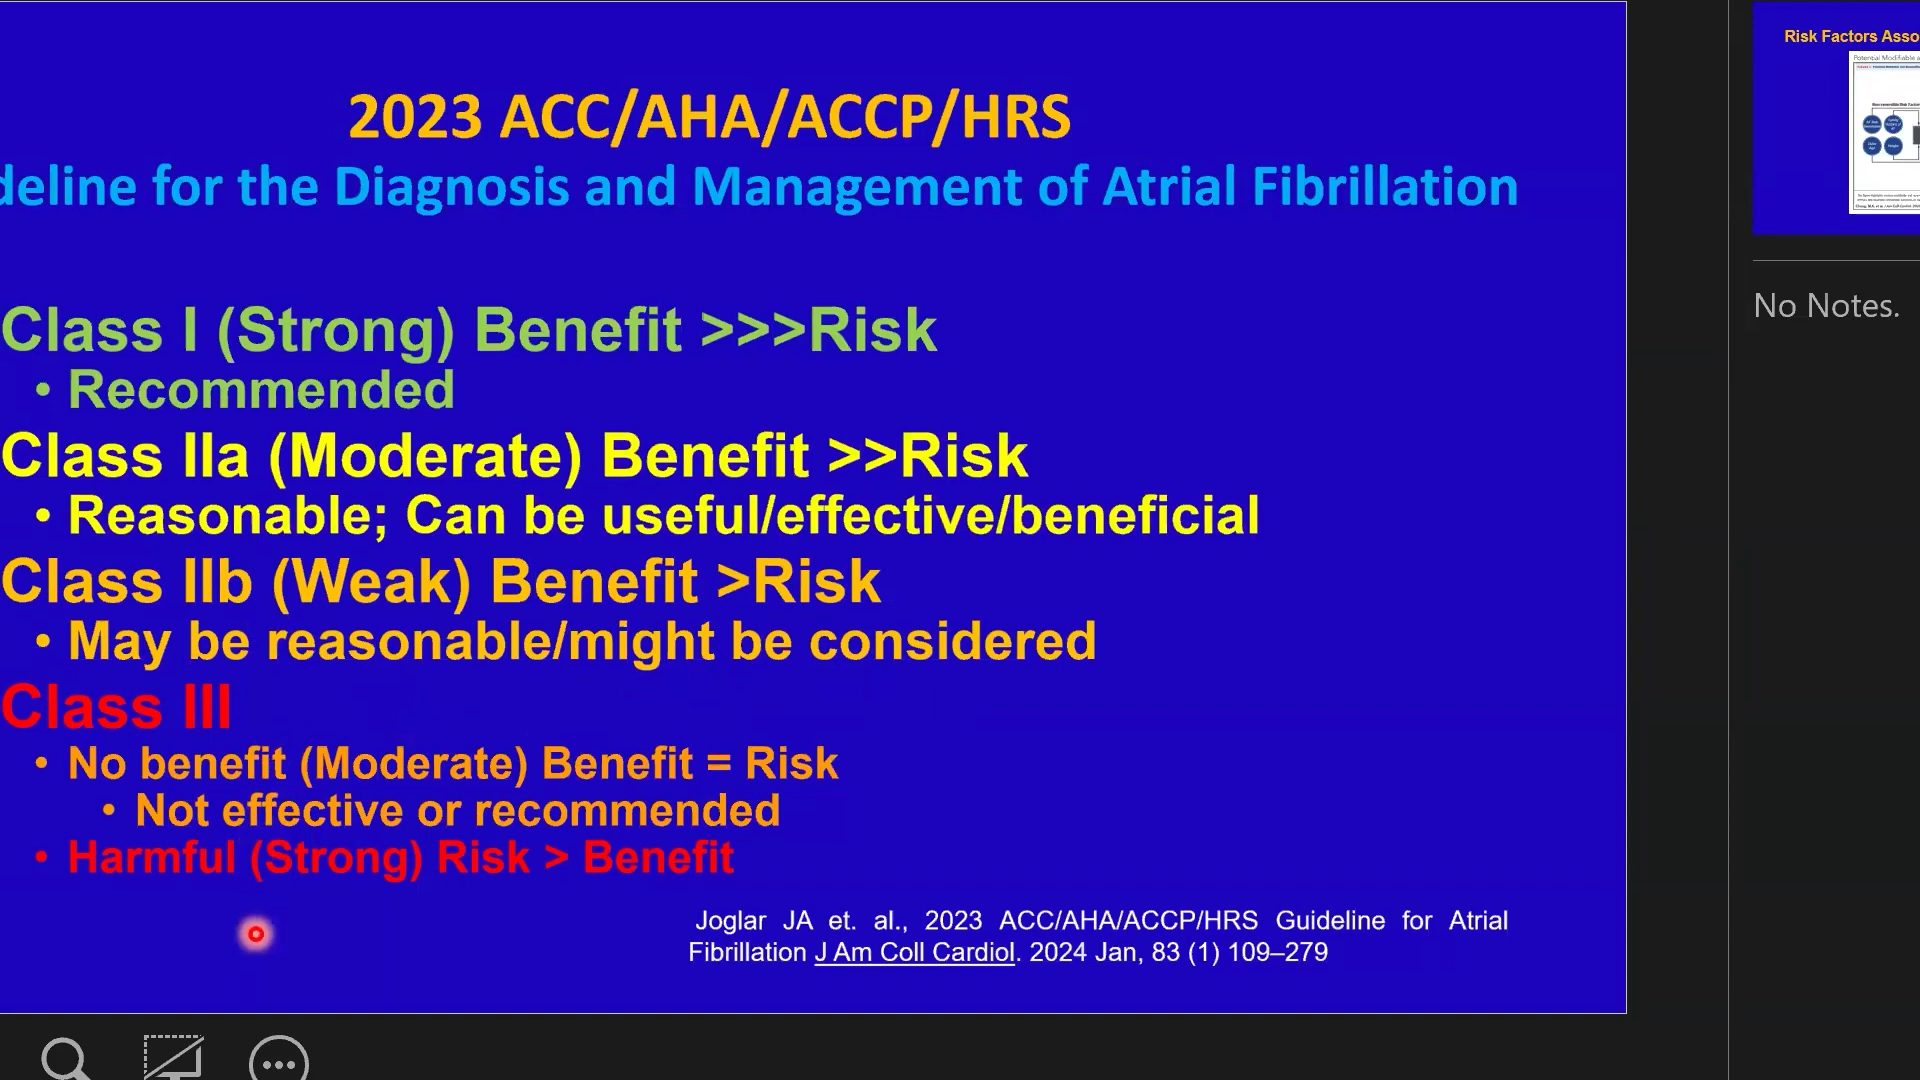 2023 ACC/AHA/ACCP/HRS
deline for the Diagnosis and Management of Atrial Fibrillation
Class I (Strong) Benefit >>>Risk
• Recommended
Class IIa (Moderate) Benefit >>Risk
• Reasonable; Can be useful/effective/beneficial
Class IIb (Weak) Benefit >Risk
• May be reasonable/might be considered
Class III
• No benefit (Moderate) Benefit = Risk
• Not effective or recommended
• Harmful (Strong) Risk > Benefit
Joglar JA et. al., 2023 ACC/AHA/ACCP/HRS Guideline for Atrial
Fibrillation J Am Coll Cardiol. 2024 Jan, 83 (1) 109–279
Risk Factors Asso
Potential Modifiable a
No Notes.